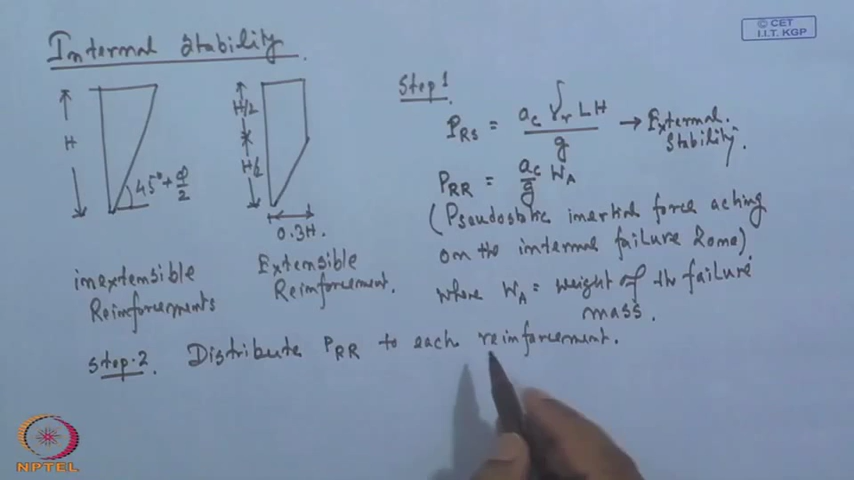 © CET
I.I.T. KGP
Internal Stability
H
45°+φ/2
inextensible
Reinforcements
H/2
H/2
0.3H.
Extensible
Reinforcement.
Step 1
P_RS = a_c γ_r LH / g → External
Stability.
P_RR = a_c/g W_A
(Pseudostatic inertial force acting
on the internal failure zone)
where W_A = weight of the failure
mass.
Step.2 Distribute P_RR to each reinforcement.
NPTEL